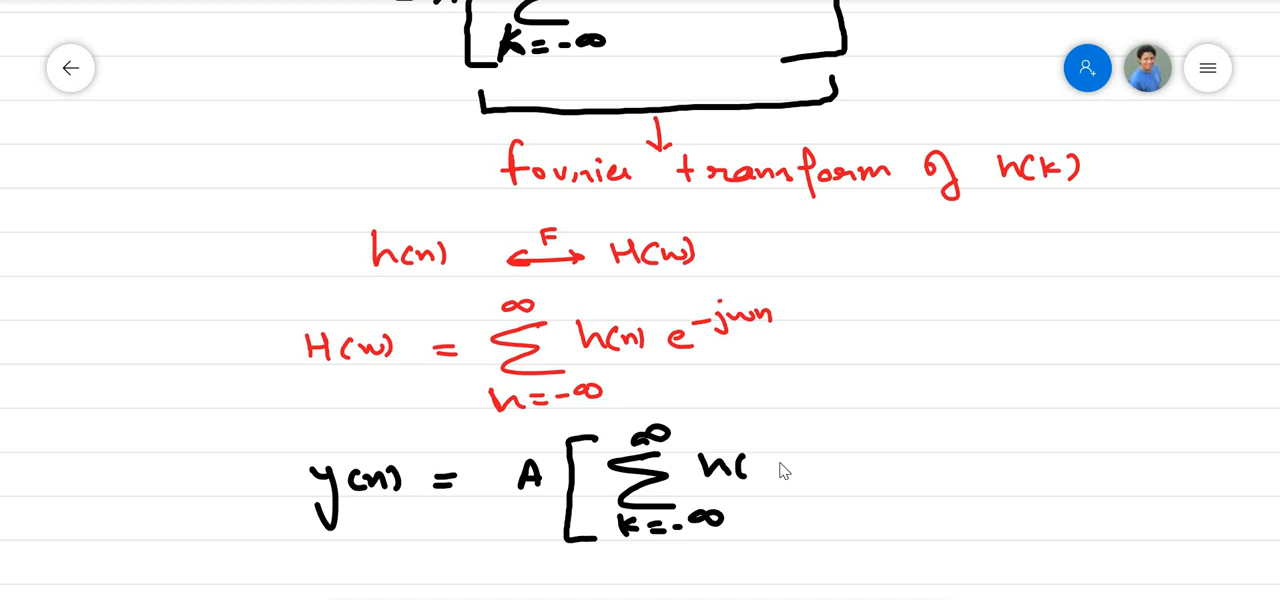 k = -∞
fourier transform of h(k)
h(n) <-F-> H(w)
∞
H(w) = Σ h(n) e^-jwn
n = -∞
∞
y(n) = A [ Σ h(
k = -∞